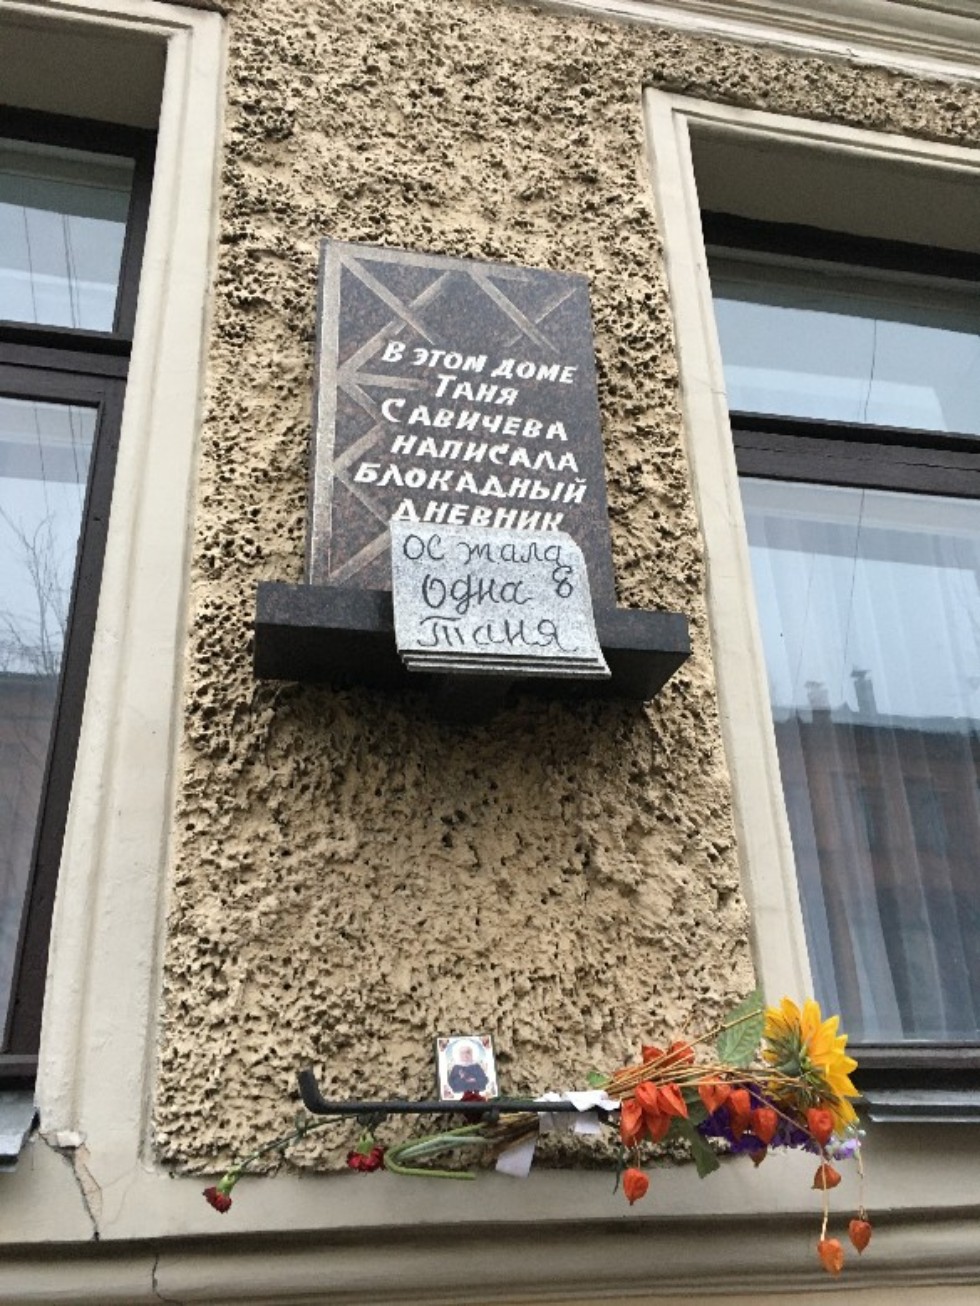 В ЭТОМ ДОМЕ
ТАНЯ
САВИЧЕВА
НАПИСАЛА
БЛОКАДНЫЙ
ДНЕВНИК
осталась
Одна
Таня